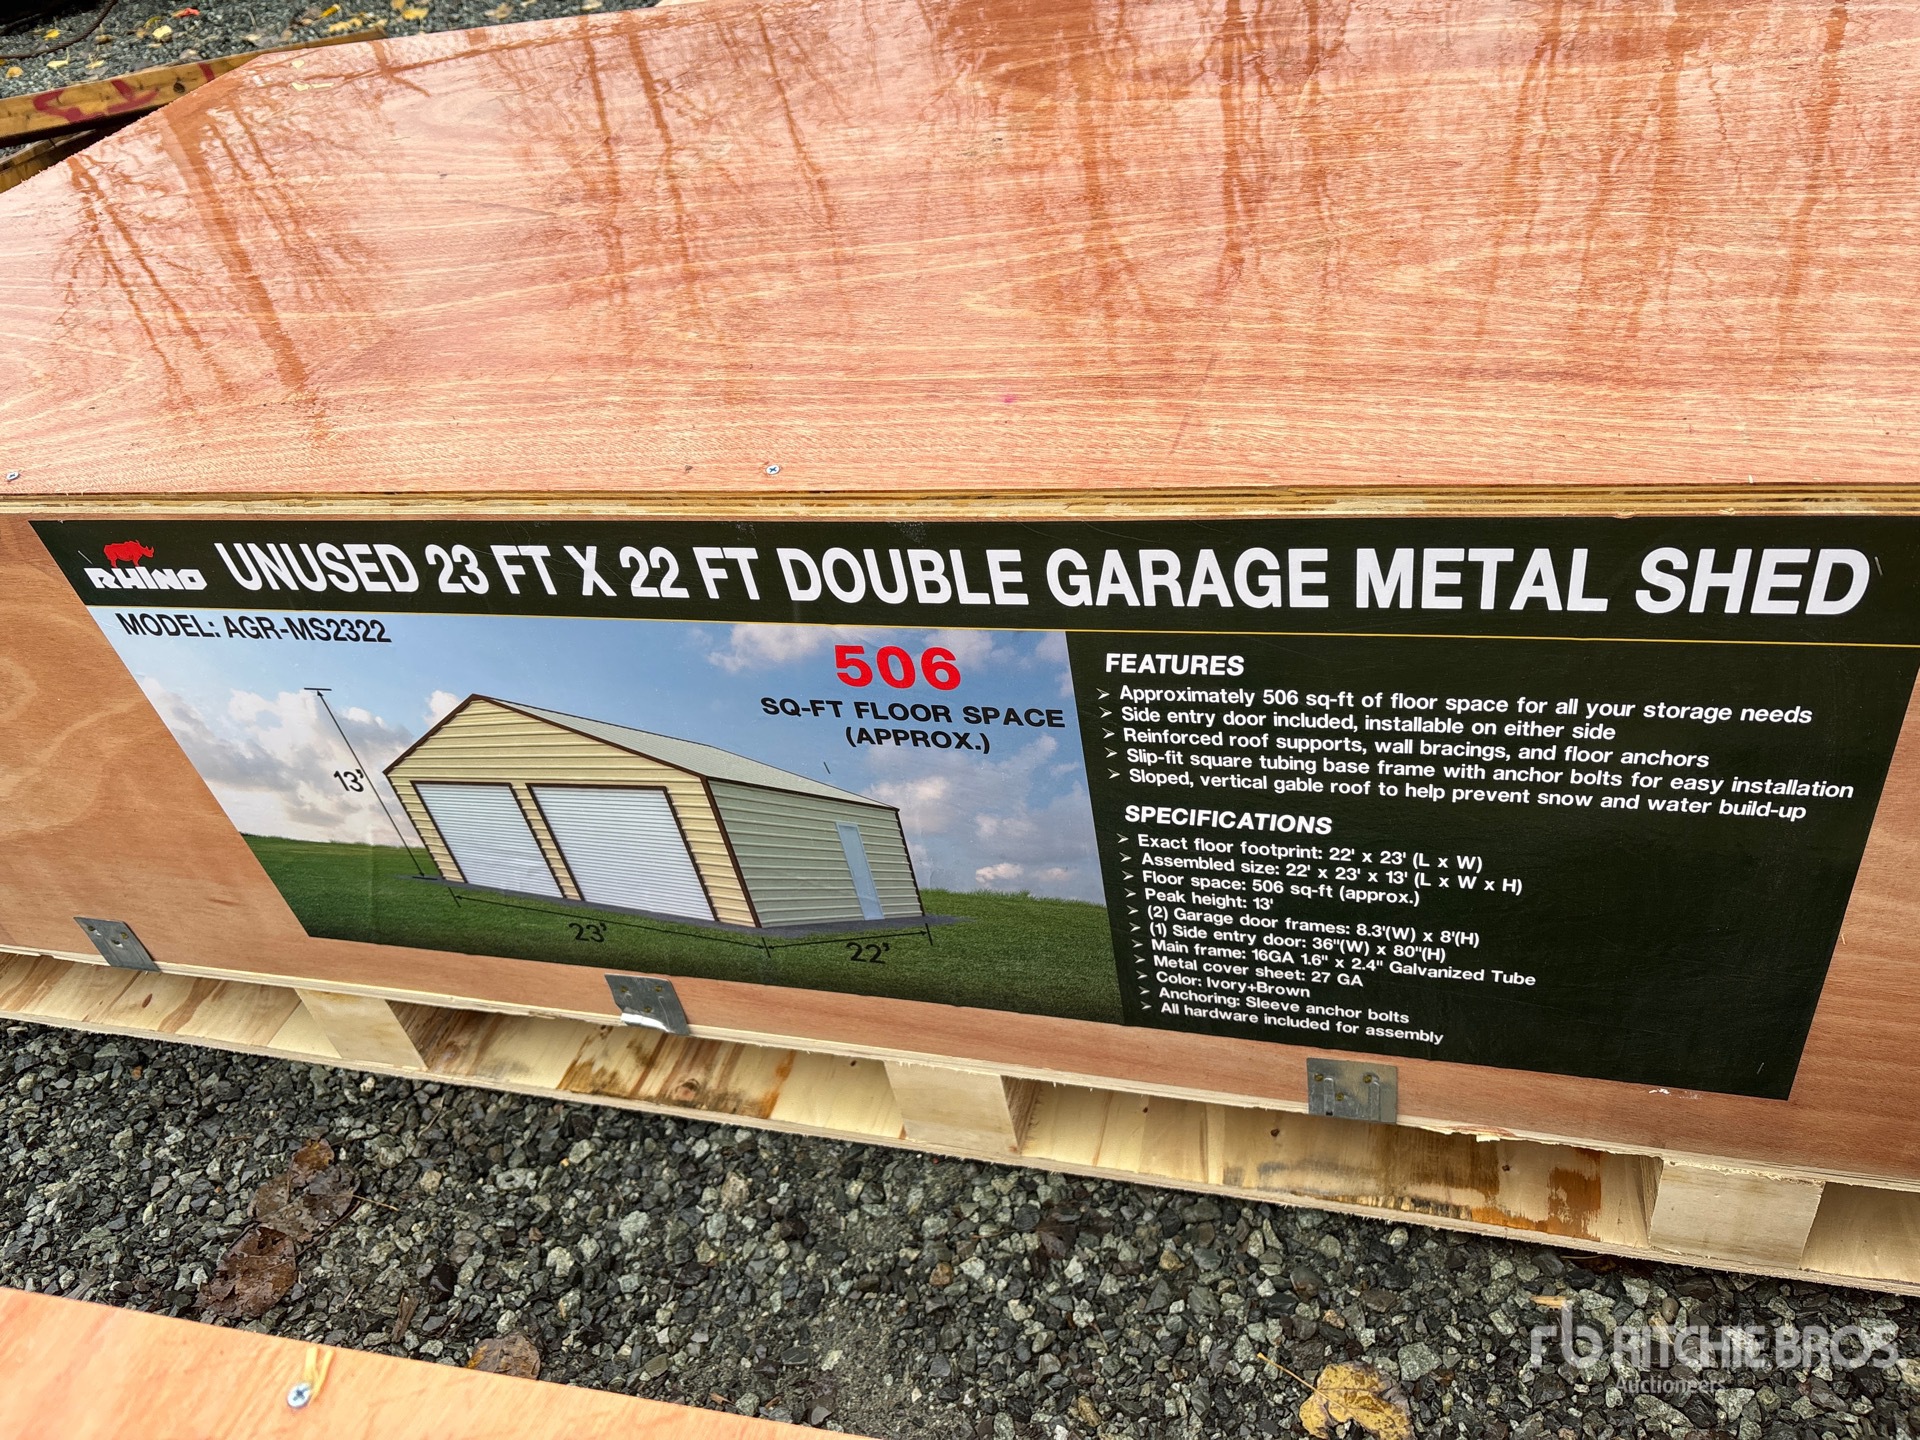 RHINO
UNUSED 23 FT X 22 FT DOUBLE GARAGE METAL SHED
MODEL: AGR-MS2322
506
SQ-FT FLOOR SPACE
(APPROX.)
13'
23'
22'
FEATURES
➢ Approximately 506 sq-ft of floor space for all your storage needs
➢ Side entry door included, installable on either side
➢ Reinforced roof supports, wall bracings, and floor anchors
➢ Slip-fit square tubing base frame with anchor bolts for easy installation
➢ Sloped, vertical gable roof to help prevent snow and water build-up
SPECIFICATIONS
➢ Exact floor footprint: 22' x 23' (L x W)
➢ Assembled size: 22' x 23' x 13' (L x W x H)
➢ Floor space: 506 sq-ft (approx.)
➢ Peak height: 13'
➢ (2) Garage door frames: 8.3'(W) x 8'(H)
➢ (1) Side entry door: 36"(W) x 80"(H)
➢ Main frame: 16GA 1.6" x 2.4" Galvanized Tube
➢ Metal cover sheet: 27 GA
➢ Color: Ivory+Brown
➢ Anchoring: Sleeve anchor bolts
➢ All hardware included for assembly
rb RITCHIE BROS
Auctioneers